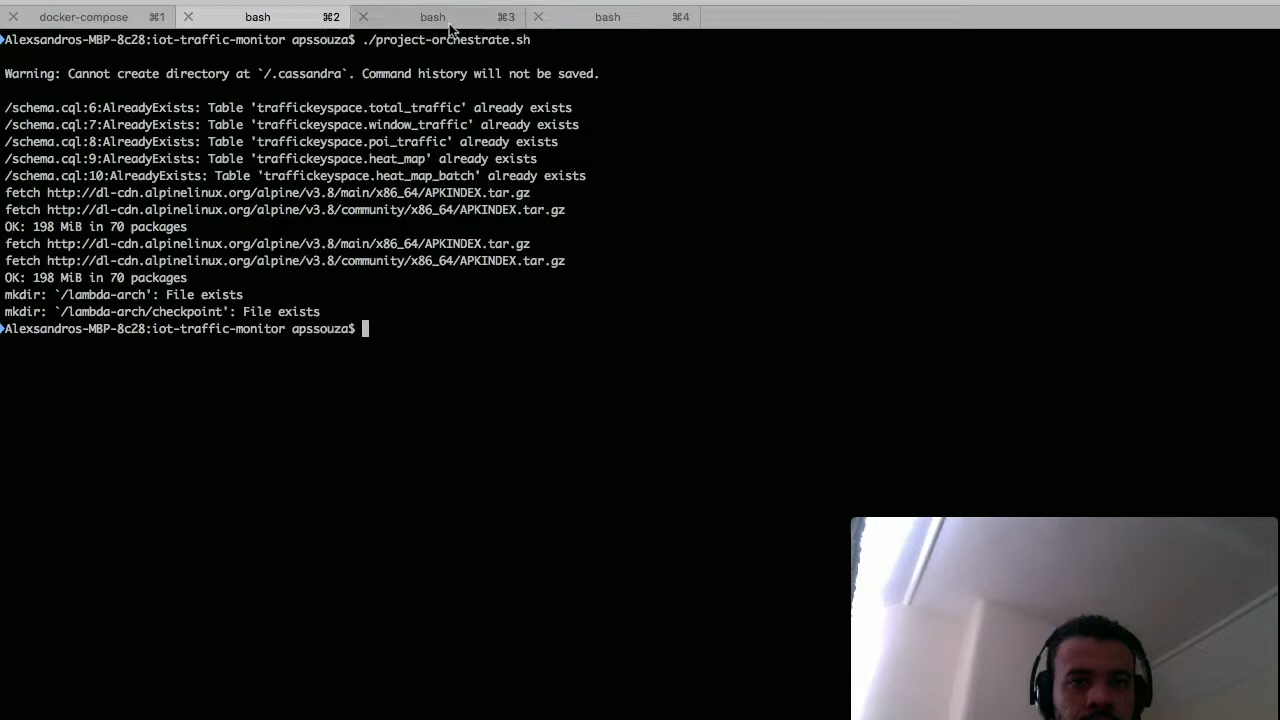 docker-compose ⌘1 bash ⌘2 bash ⌘3 bash ⌘4
Alexsandros-MBP-8c28:iot-traffic-monitor apssouza$ ./project-orchestrate.sh
Warning: Cannot create directory at `/.cassandra`. Command history will not be saved.
/schema.cql:6:AlreadyExists: Table 'traffickeyspace.total_traffic' already exists
/schema.cql:7:AlreadyExists: Table 'traffickeyspace.window_traffic' already exists
/schema.cql:8:AlreadyExists: Table 'traffickeyspace.poi_traffic' already exists
/schema.cql:9:AlreadyExists: Table 'traffickeyspace.heat_map' already exists
/schema.cql:10:AlreadyExists: Table 'traffickeyspace.heat_map_batch' already exists
fetch http://dl-cdn.alpinelinux.org/alpine/v3.8/main/x86_64/APKINDEX.tar.gz
fetch http://dl-cdn.alpinelinux.org/alpine/v3.8/community/x86_64/APKINDEX.tar.gz
OK: 198 MiB in 70 packages
fetch http://dl-cdn.alpinelinux.org/alpine/v3.8/main/x86_64/APKINDEX.tar.gz
fetch http://dl-cdn.alpinelinux.org/alpine/v3.8/community/x86_64/APKINDEX.tar.gz
OK: 198 MiB in 70 packages
mkdir: `/lambda-arch': File exists
mkdir: `/lambda-arch/checkpoint': File exists
Alexsandros-MBP-8c28:iot-traffic-monitor apssouza$